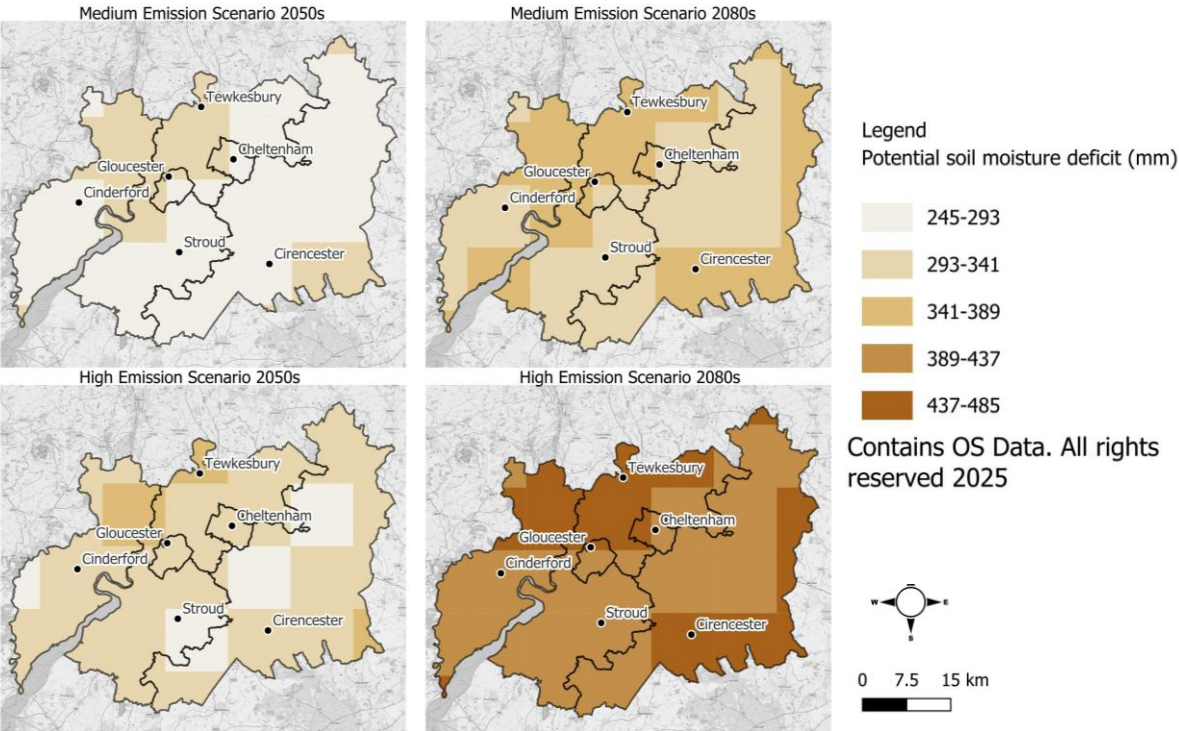 Medium Emission Scenario 2050s
Tewkesbury
Cheltenham
Gloucester
Cinderford
Stroud
Cirencester
Medium Emission Scenario 2080s
Tewkesbury
Cheltenham
Gloucester
Cinderford
Stroud
Cirencester
High Emission Scenario 2050s
Tewkesbury
Cheltenham
Gloucester
Cinderford
Stroud
Cirencester
High Emission Scenario 2080s
Tewkesbury
Cheltenham
Gloucester
Cinderford
Stroud
Cirencester
Legend
Potential soil moisture deficit (mm)
245-293
293-341
341-389
389-437
437-485
Contains OS Data. All rights
reserved 2025
W E
S
0 7.5 15 km